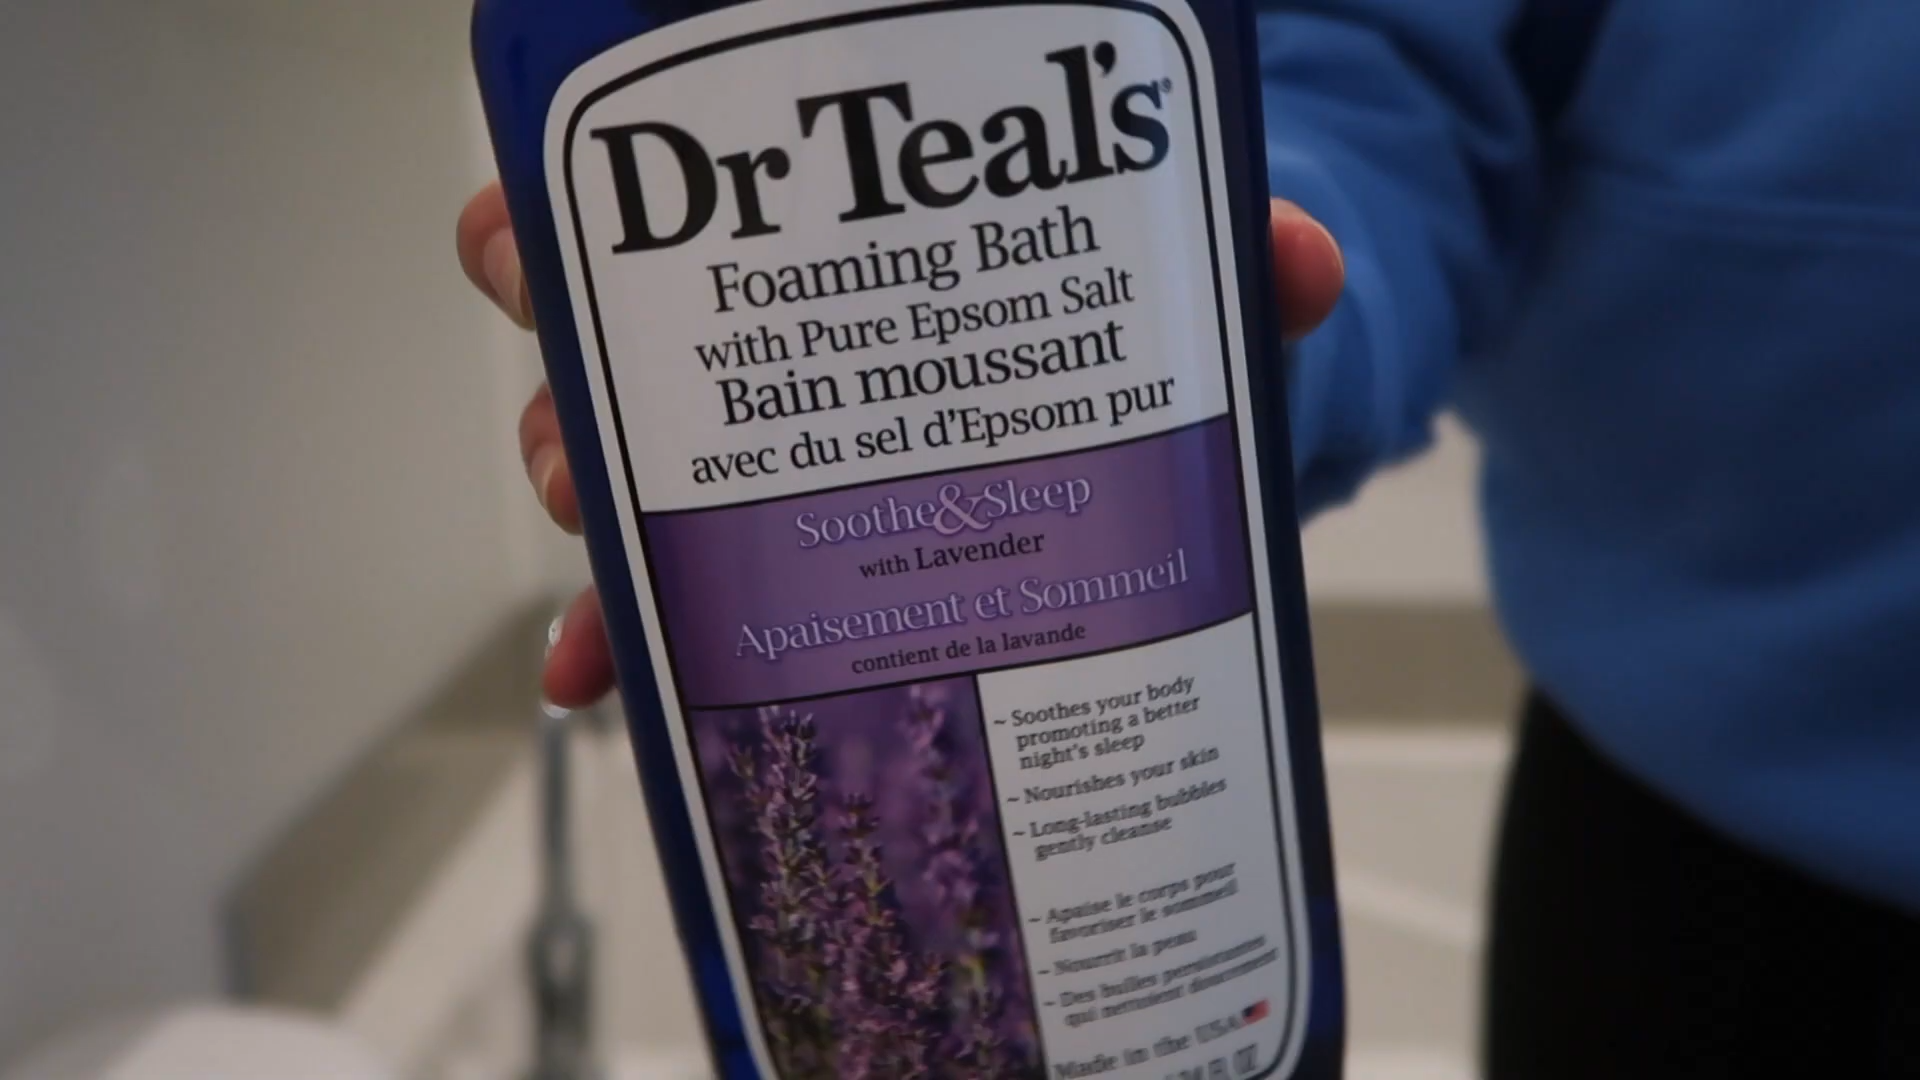 Dr Teal's®
Foaming Bath
with Pure Epsom Salt
Bain moussant
avec du sel d'Epsom pur
Soothe & Sleep
with Lavender
Apaisement et Sommeil
contient de la lavande
~ Soothes your body
promoting a better
night's sleep
~ Nourishes your skin
~ Long-lasting bubbles
gently cleanse
~ Apaise le corps pour
favoriser le sommeil
~ Nourrit la peau
~ Des bulles persistantes
qui nettoient doucement
Made in the USA
FL OZ